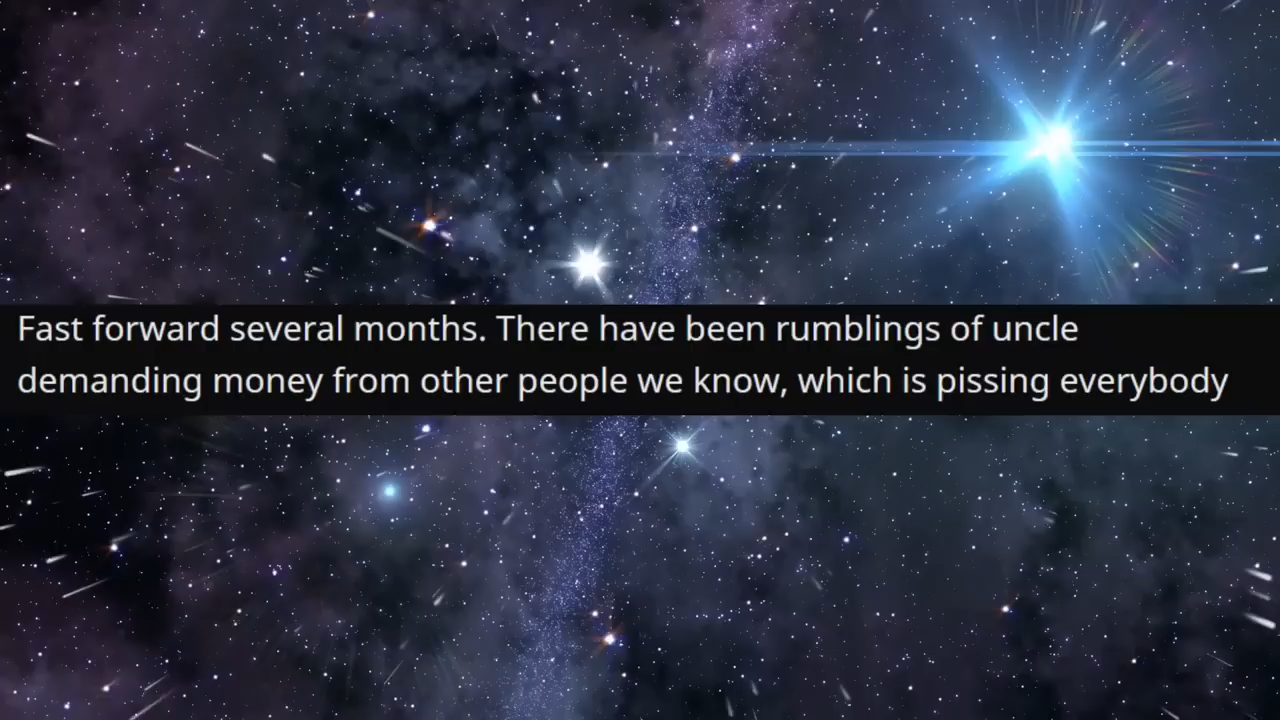 Fast forward several months. There have been rumblings of uncle
demanding money from other people we know, which is pissing everybody